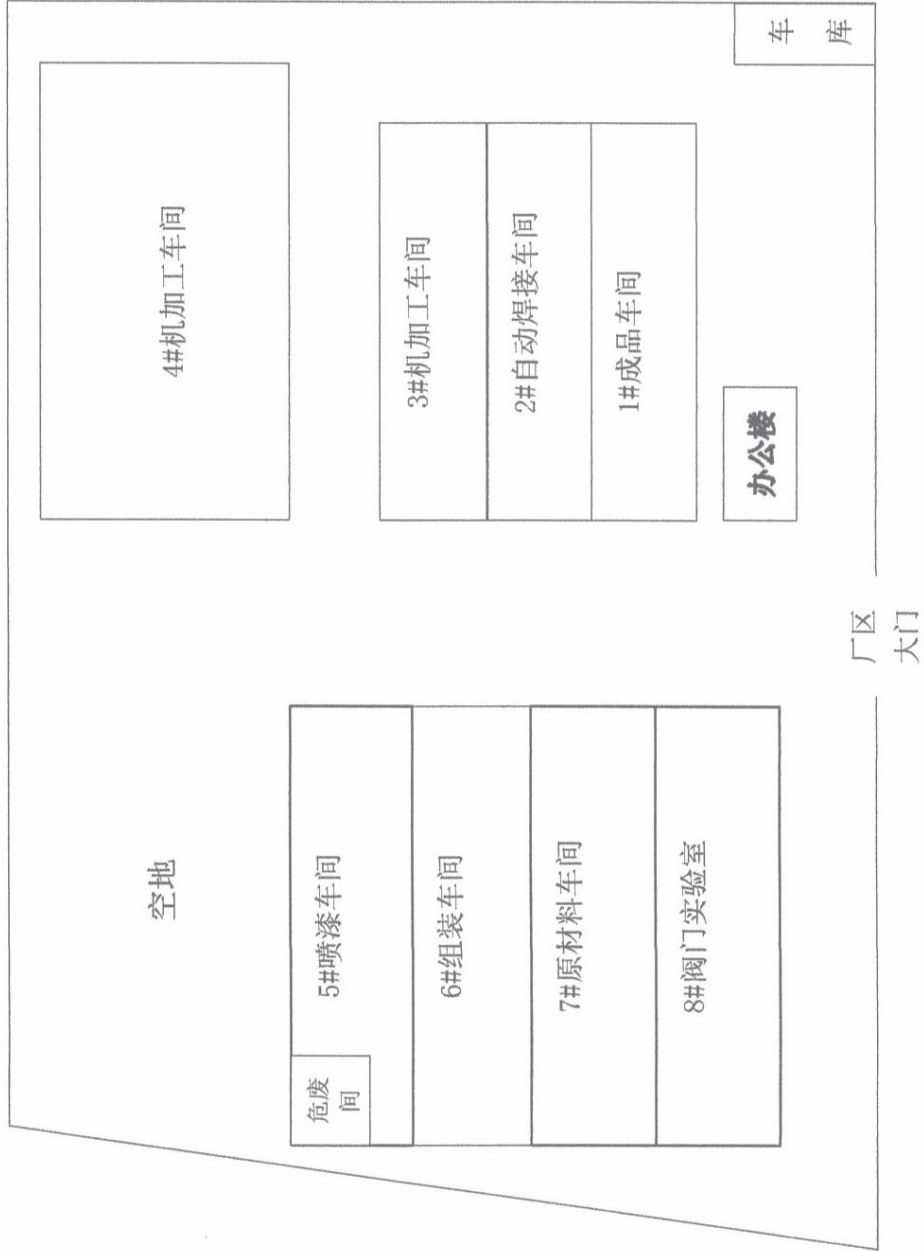 4#机加工车间
空地
3#机加工车间
2#自动焊接车间
1#成品车间
办公楼
车库
危废
间
5#喷漆车间
6#组装车间
7#原材料车间
8#阀门实验室
厂区
大门